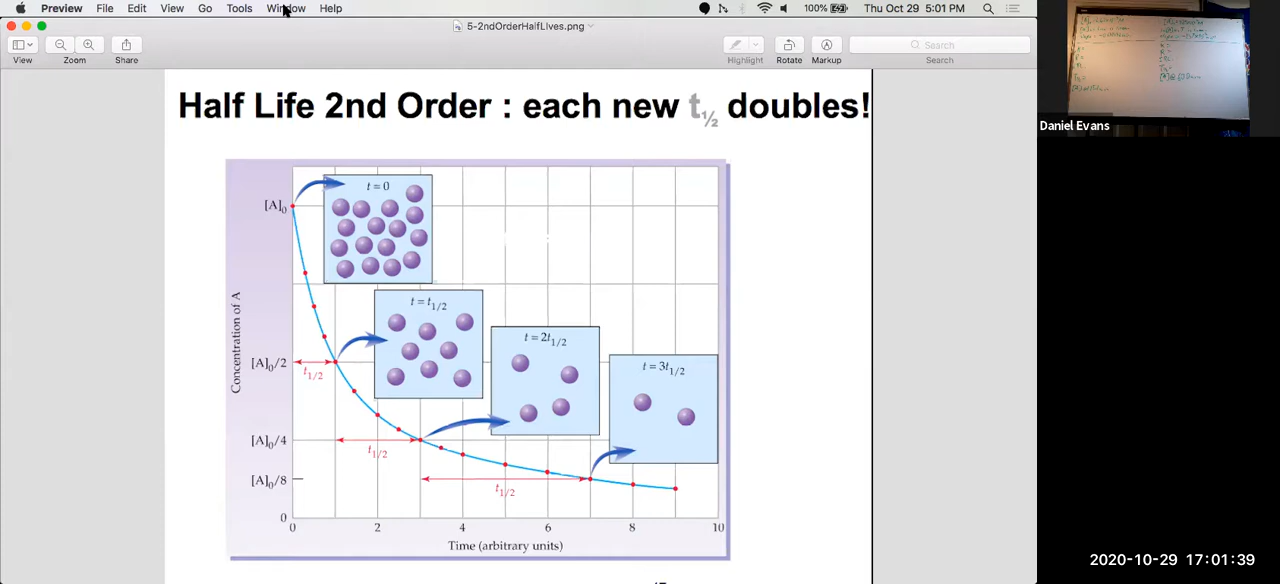 Preview File Edit View Go Tools Window Help
100% Thu Oct 29 5:01 PM
5-2ndOrderHalfLIves.png
View Zoom Share Highlight Rotate Markup Search
Search
Half Life 2nd Order : each new t½ doubles!
t = 0
[A]0
t = t1/2
t = 2t1/2
t = 3t1/2
Concentration of A
[A]0/2
t1/2
[A]0/4
t1/2
[A]0/8
t1/2
0
0 2 4 6 8 10
Time (arbitrary units)
Daniel Evans
2020-10-29 17:01:39